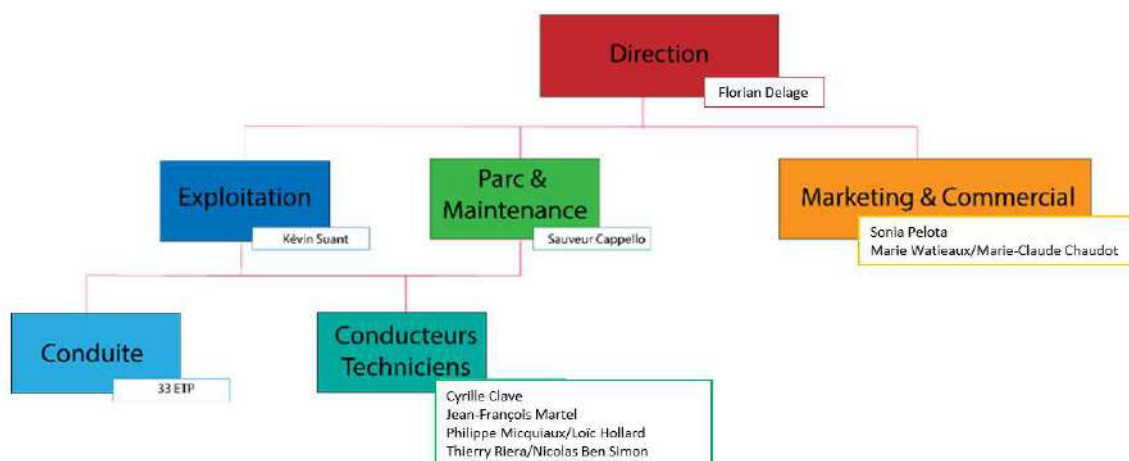 Direction
Florian Delage
Exploitation
Kévin Suant
Parc &
Maintenance
Sauveur Cappello
Marketing & Commercial
Sonia Pelota
Marie Watieaux/Marie-Claude Chaudot
Conduite
33 ETP
Conducteurs
Techniciens
Cyrille Clave
Jean-François Martel
Philippe Micquiaux/Loïc Hollard
Thierry Riera/Nicolas Ben Simon